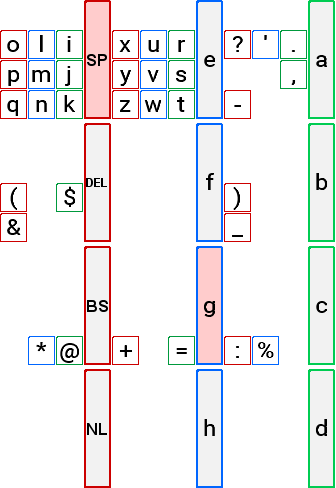 o l i SP x u r e ? ' . a
p m j y v s ,
q n k z w t -
DEL f b
( $ )
& _
BS g c
* @ + = : %
NL h d